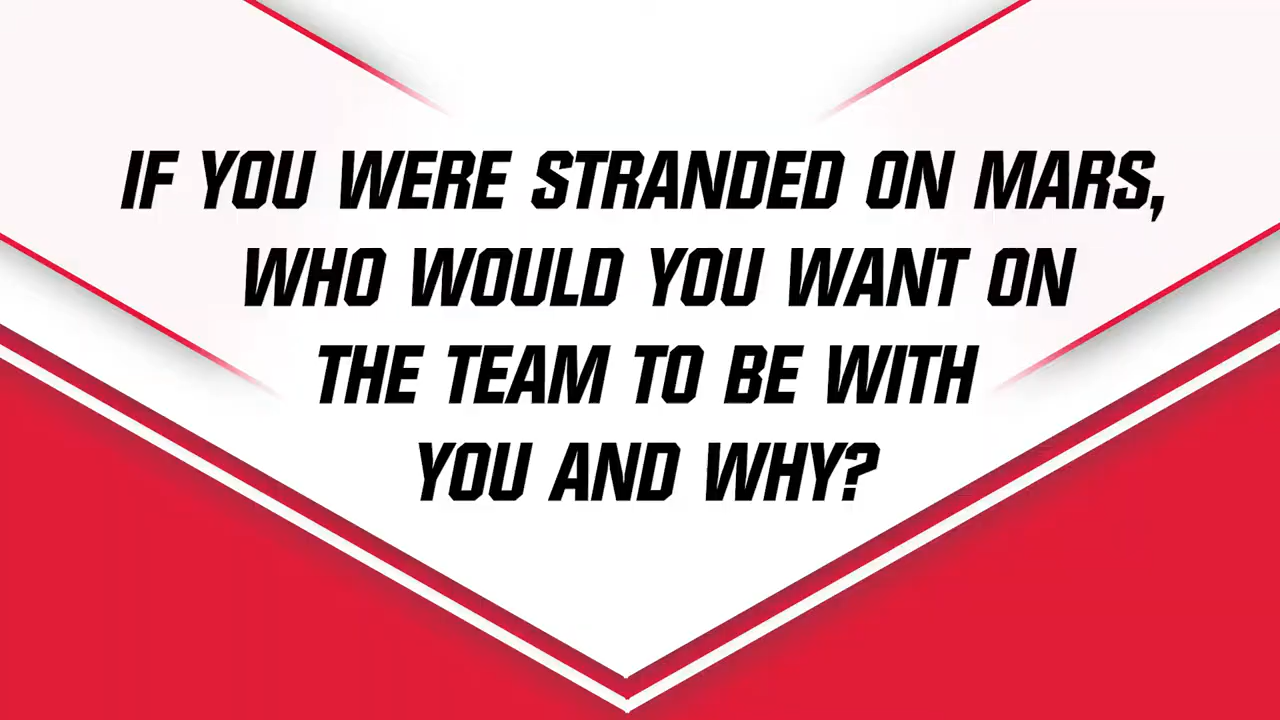 IF YOU WERE STRANDED ON MARS,
WHO WOULD YOU WANT ON
THE TEAM TO BE WITH
YOU AND WHY?